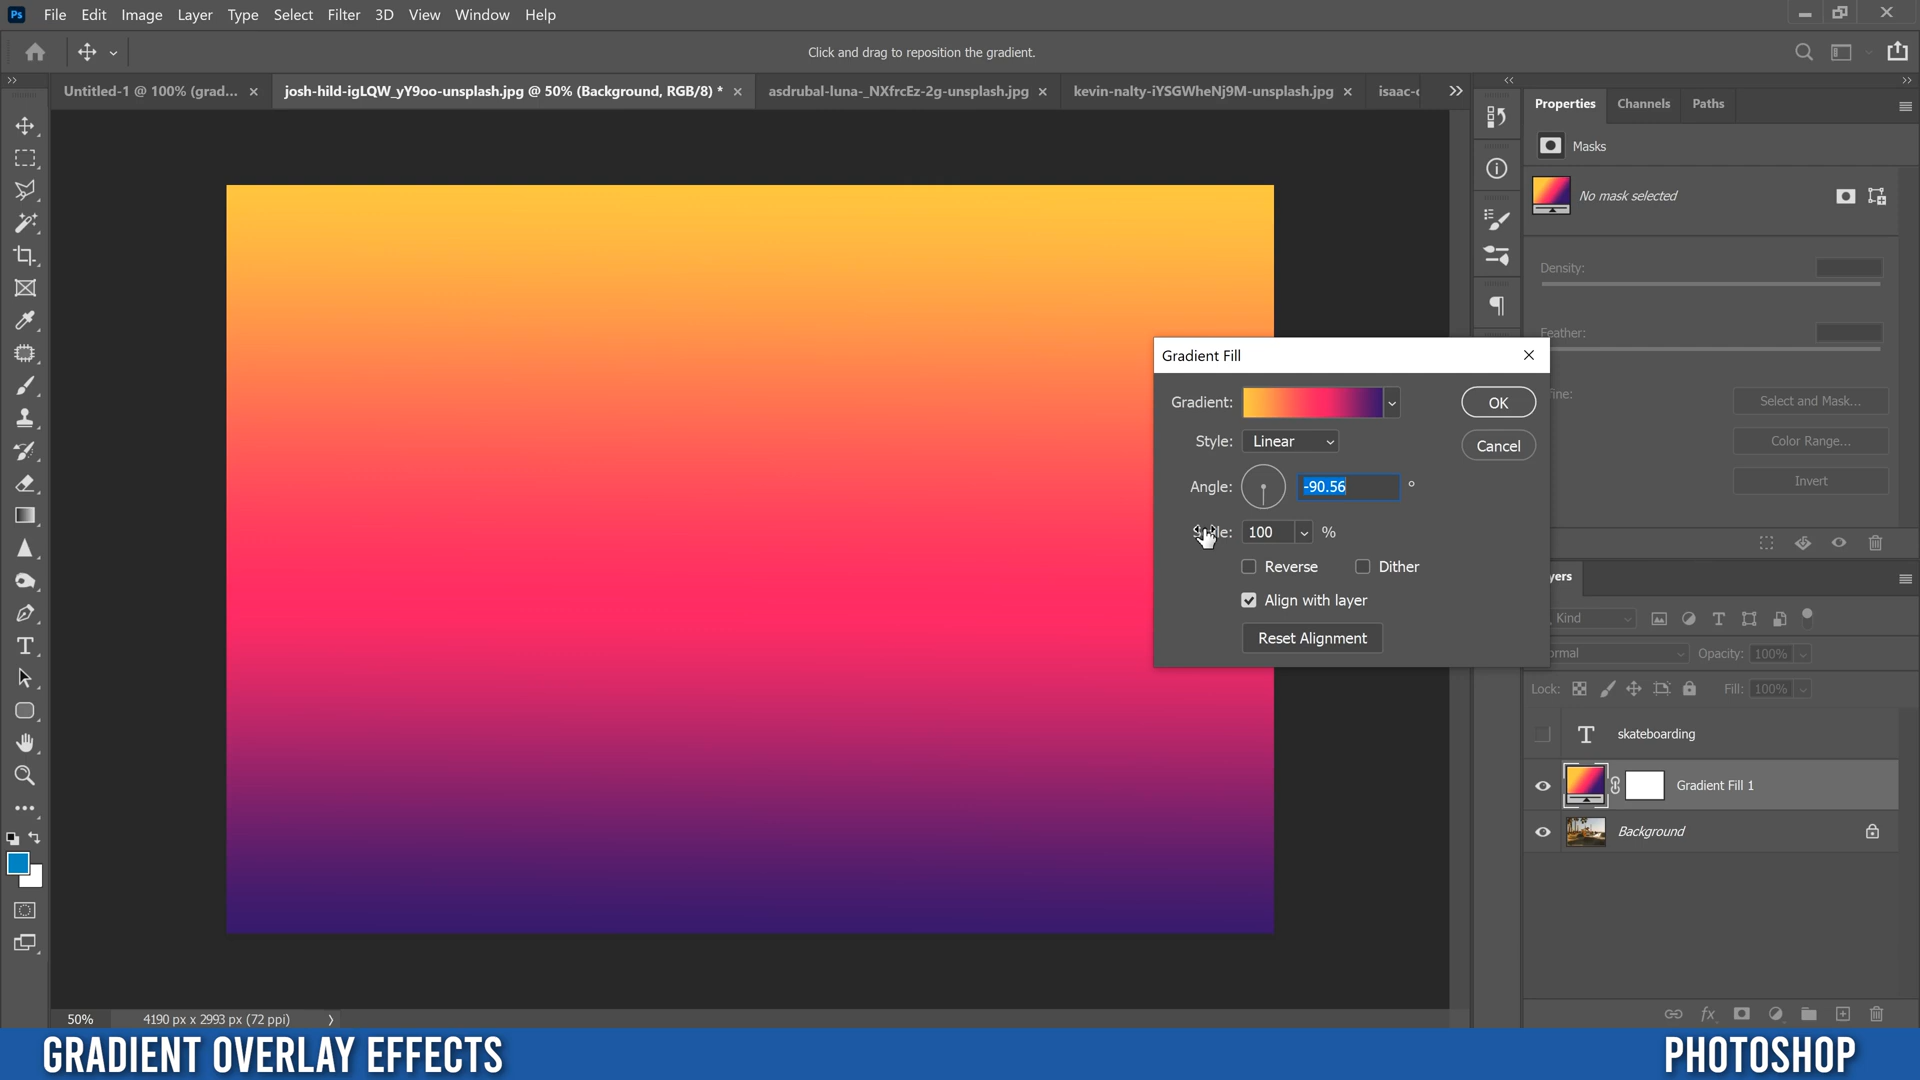 Ps File Edit Image Layer Type Select Filter 3D View Window Help
Click and drag to reposition the gradient.
Untitled-1 @ 100% (grad...
josh-hild-igLQW_yY9oo-unsplash.jpg @ 50% (Background, RGB/8) *
asdrubal-luna-_NXfrcEz-2g-unsplash.jpg
kevin-nalty-iYSGWheNj9M-unsplash.jpg
isaac-c
Properties Channels Paths
Masks
No mask selected
Density:
Feather:
Select and Mask...
Color Range...
Invert
Gradient Fill
Gradient:
OK
Style: Linear
Cancel
Angle: -90.56 °
100 %
Reverse Dither
Align with layer
Reset Alignment
Kind
Opacity: 100%
Lock: Fill: 100%
T skateboarding
Gradient Fill 1
Background
50% 4190 px x 2993 px (72 ppi)
GRADIENT OVERLAY EFFECTS
PHOTOSHOP